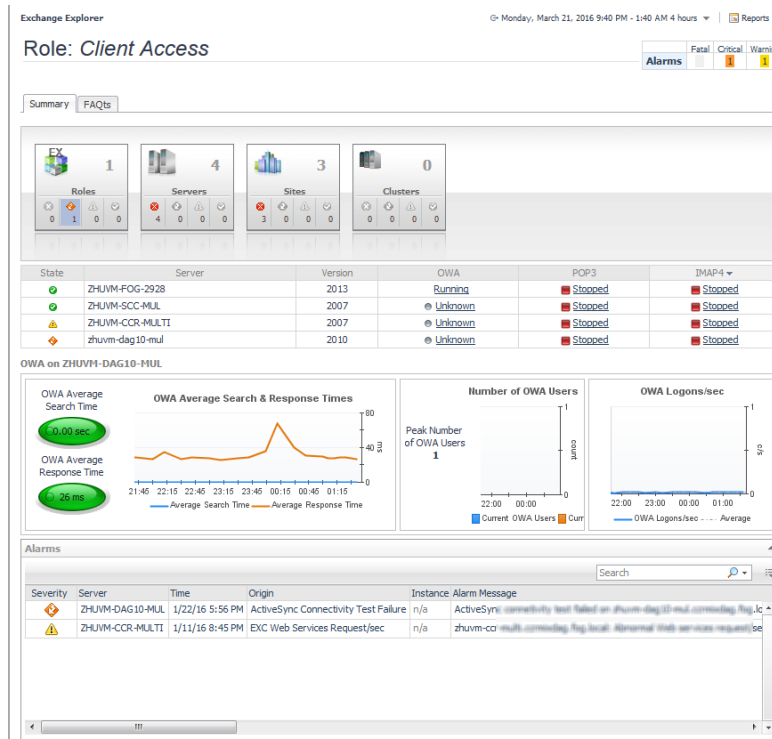 Exchange Explorer
Monday, March 21, 2016 9:40 PM - 1:40 AM 4 hours Reports
Role: Client Access
Fatal Critical
Alarms 1 1
Summary FAQts
EX
1 4 3 0
Roles Servers Sites Clusters
0 1 0 0 4 0 0 0 3 0 0 0 0 0 0 0
State Server Version OWA POP3 IMAP4
ZHUVM-FOG-2928 2013 Running Stopped Stopped
ZHUVM-SCC-MUL 2007 Unknown Stopped Stopped
ZHUVM-CCR-MULTI 2007 Unknown Stopped Stopped
zhuvm-dag10-mul 2010 Unknown Stopped Stopped
OWA on ZHUVM-DAG10-MUL
OWA Average
Search Time
0.00 sec
OWA Average
Response Time
26 ms
OWA Average Search & Response Times
80
40
0
ms
21:45 22:15 22:45 23:15 23:45 00:15 00:45 01:15
Average Search Time Average Response Time
Number of OWA Users
Peak Number
of OWA Users
1
1
0
count
22:00 00:00
Current OWA Users Curr
OWA Logons/sec
1
0
c/s
22:00 23:00 00:00 01:00
OWA Logons/sec Average
Alarms
Search
Severity Server Time Origin Instance Alarm Message
ZHUVM-DAG10-MUL 1/22/16 5:56 PM ActiveSync Connectivity Test Failure n/a
ZHUVM-CCR-MULTI 1/11/16 8:45 PM EXC Web Services Request/sec n/a